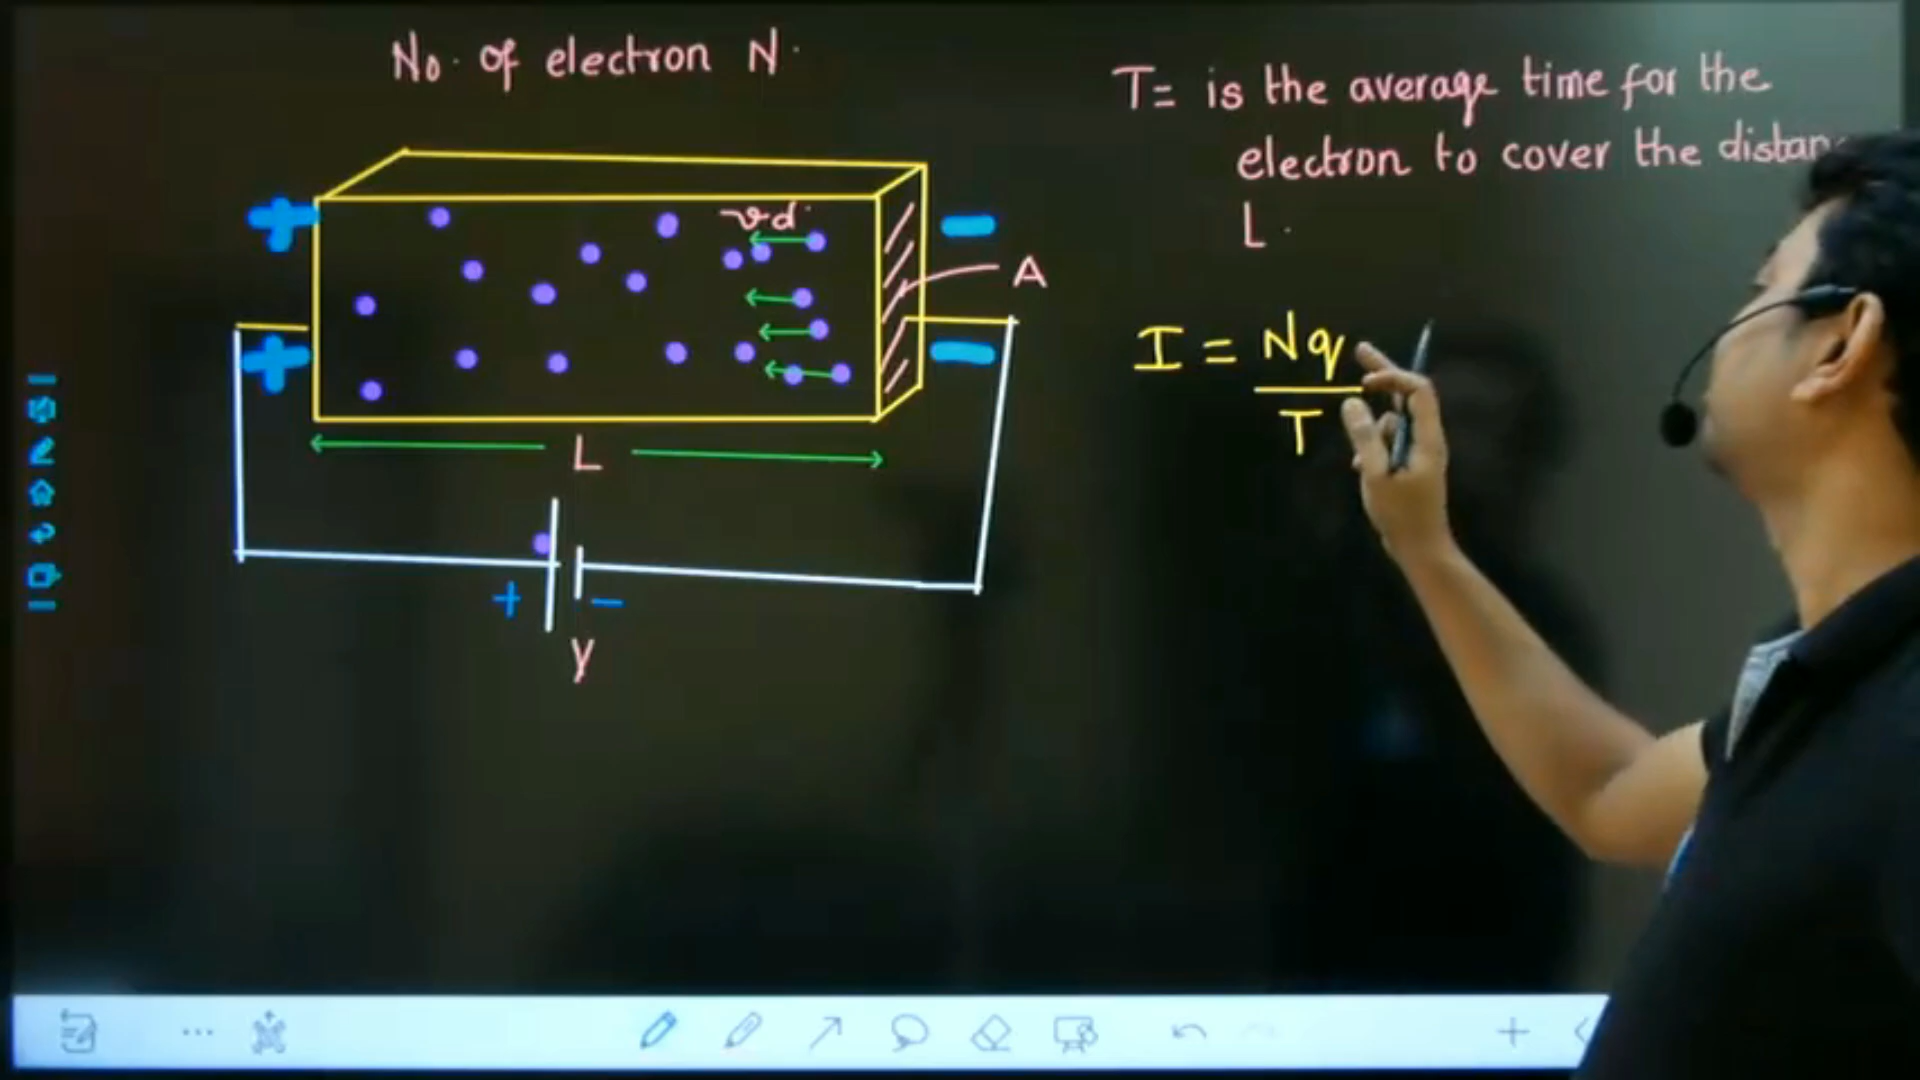 No. of electron N.
T= is the average time for the
electron to cover the
L.
vd.
A
I = Nq
T
L
+ -
V